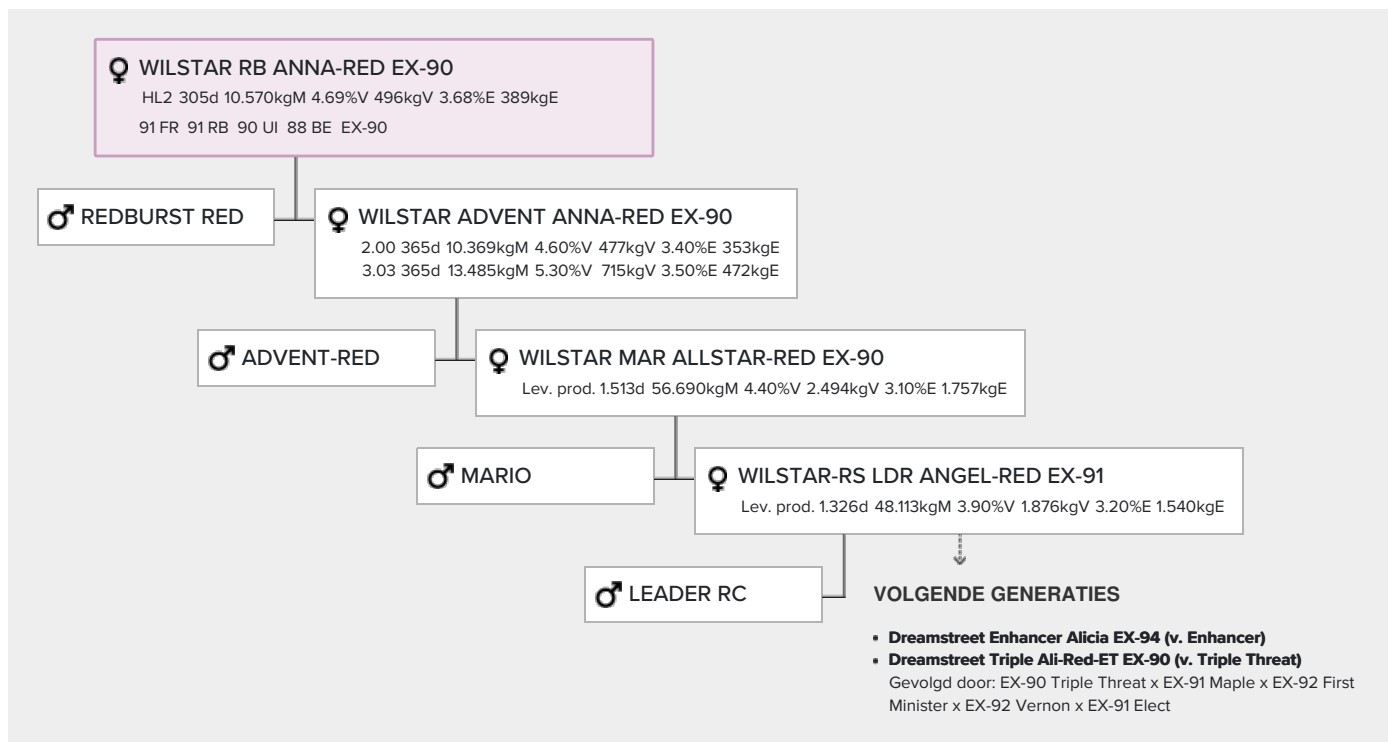 WILSTAR RB ANNA-RED EX-90
HL2 305d 10.570kgM 4.69%V 496kgV 3.68%E 389kgE
91 FR 91 RB 90 UI 88 BE EX-90
REDBURST RED
WILSTAR ADVENT ANNA-RED EX-90
2.00 365d 10.369kgM 4.60%V 477kgV 3.40%E 353kgE
3.03 365d 13.485kgM 5.30%V 715kgV 3.50%E 472kgE
ADVENT-RED
WILSTAR MAR ALLSTAR-RED EX-90
Lev. prod. 1.513d 56.690kgM 4.40%V 2.494kgV 3.10%E 1.757kgE
MARIO
WILSTAR-RS LDR ANGEL-RED EX-91
Lev. prod. 1.326d 48.113kgM 3.90%V 1.876kgV 3.20%E 1.540kgE
LEADER RC
VOLGENDE GENERATIES
• Dreamstreet Enhancer Alicia EX-94 (v. Enhancer)
• Dreamstreet Triple Ali-Red-ET EX-90 (v. Triple Threat)
Gevolgd door: EX-90 Triple Threat x EX-91 Maple x EX-92 First
Minister x EX-92 Vernon x EX-91 Elect